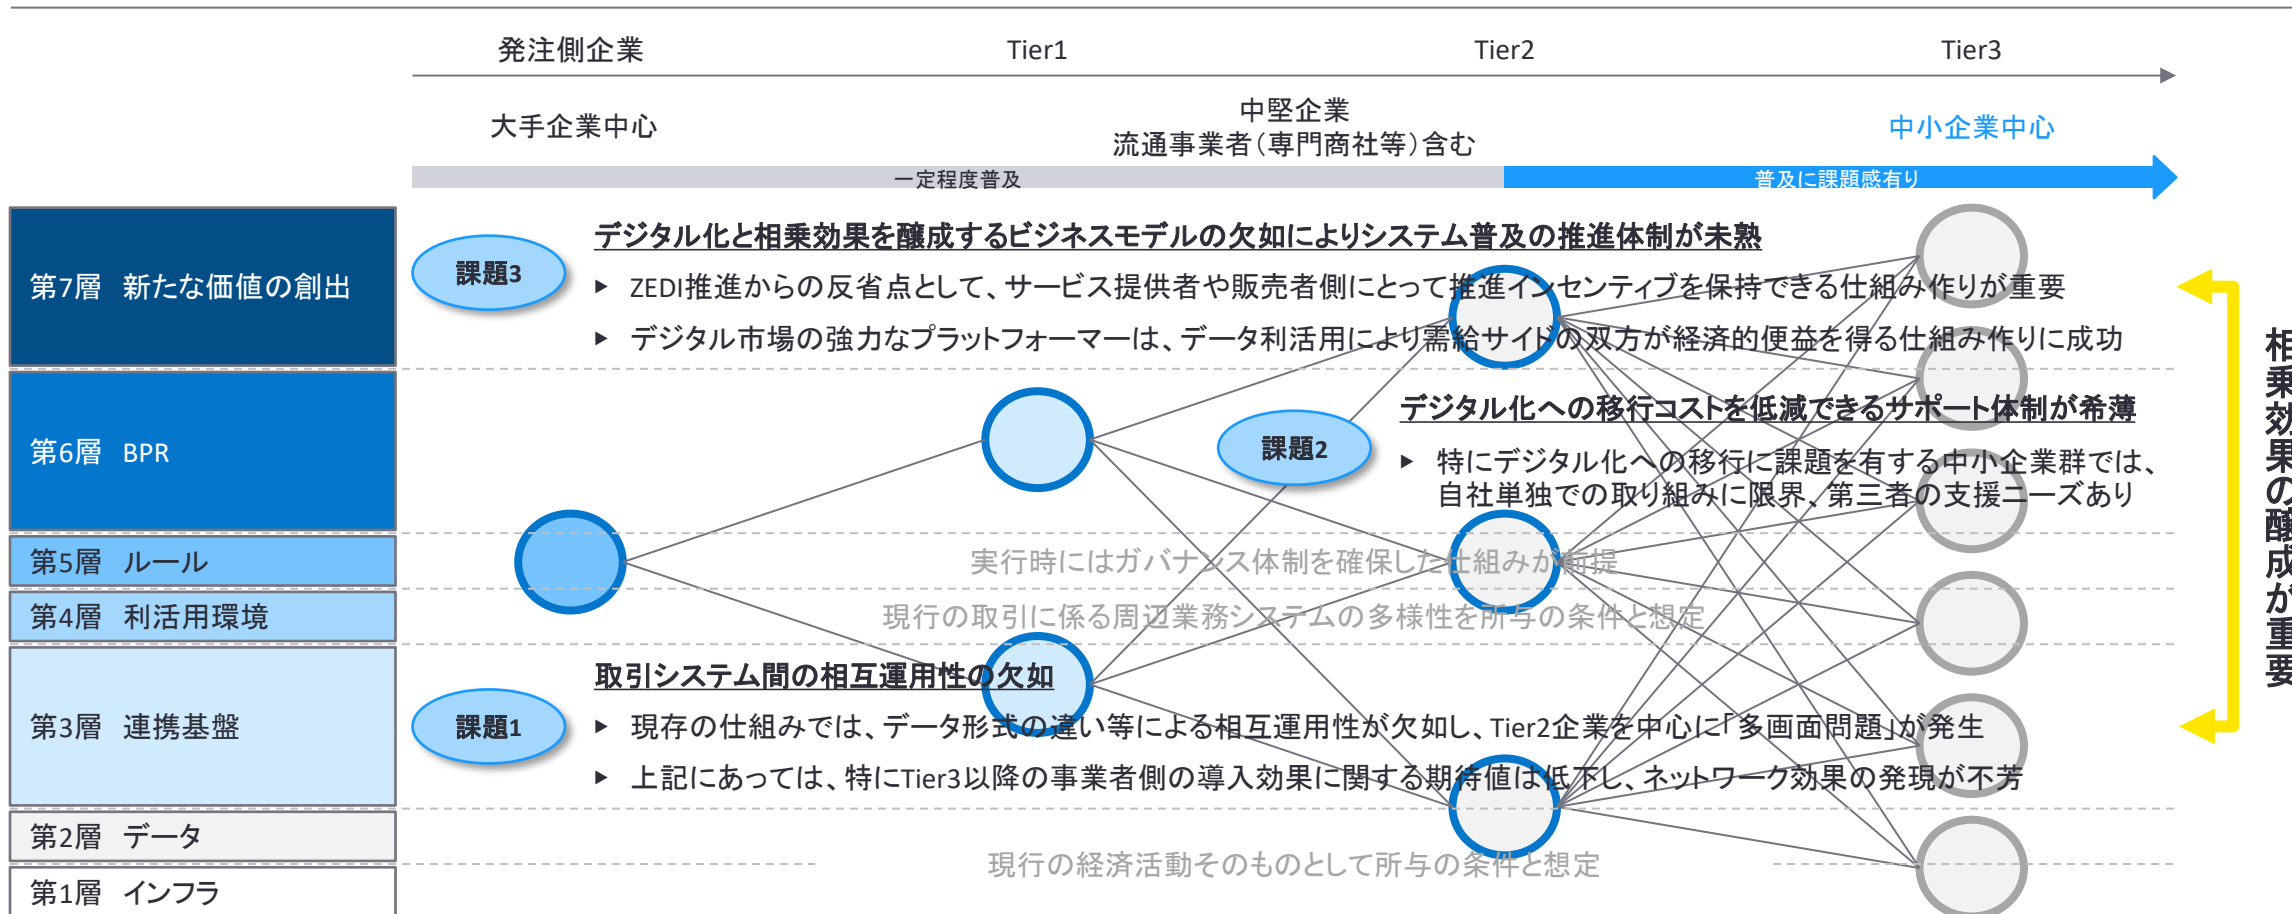 発注側企業
Tier1
Tier2
Tier3
大手企業中心
中堅企業
流通事業者(専門商社等)含む
中小企業中心
一定程度普及
普及に課題感有り
第7層 新たな価値の創出
課題3
デジタル化と相乗効果を醸成するビジネスモデルの欠如によりシステム普及の推進体制が未熟
▶ ZEDI推進からの反省点として、サービス提供者や販売者側にとって推進インセンティブを保持できる仕組み作りが重要
▶ デジタル市場の強力なプラットフォーマーは、データ利活用により需給サイドの双方が経済的便益を得る仕組み作りに成功
第6層 BPR
課題2
デジタル化への移行コストを低減できるサポート体制が希薄
▶ 特にデジタル化への移行に課題を有する中小企業群では、
自社単独での取り組みに限界、第三者の支援ニーズあり
第5層 ルール
実行時にはガバナンス体制を確保した仕組みが前提
第4層 利活用環境
現行の取引に係る周辺業務システムの多様性を所与の条件と想定
第3層 連携基盤
課題1
取引システム間の相互運用性の欠如
▶ 現存の仕組みでは、データ形式の違い等による相互運用性が欠如し、Tier2企業を中心に「多画面問題」が発生
▶ 上記にあっては、特にTier3以降の事業者側の導入効果に関する期待値は低下し、ネットワーク効果の発現が不芳
第2層 データ
現行の経済活動そのものとして所与の条件と想定
第1層 インフラ
相乗効果の醸成が重要